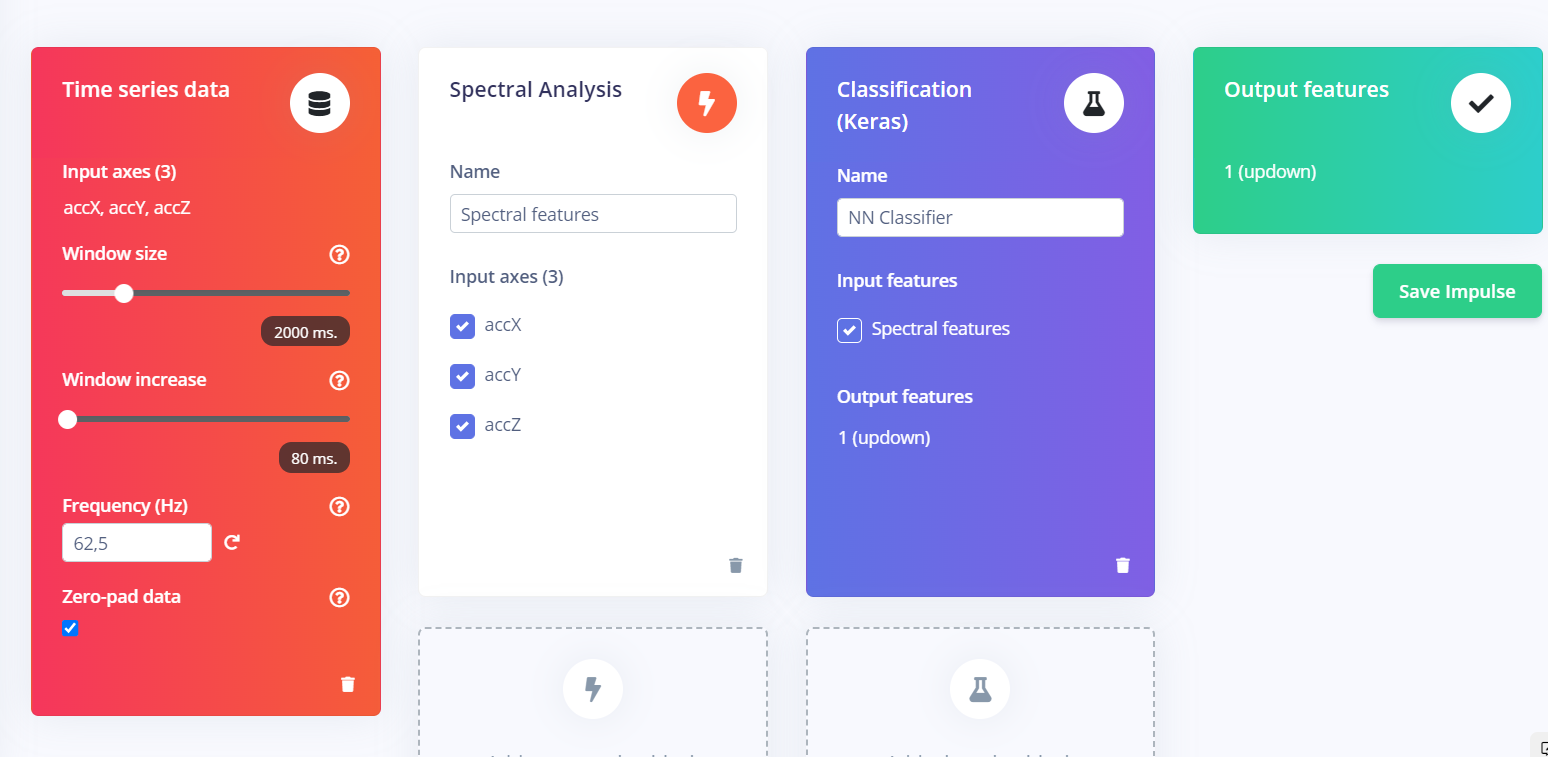 Time series data
Input axes (3)
accX, accY, accZ
Window size
2000 ms.
Window increase
80 ms.
Frequency (Hz)
62,5
Zero-pad data
Spectral Analysis
Name
Spectral features
Input axes (3)
accX
accY
accZ
Classification
(Keras)
Name
NN Classifier
Input features
Spectral features
Output features
1 (updown)
Output features
1 (updown)
Save Impulse